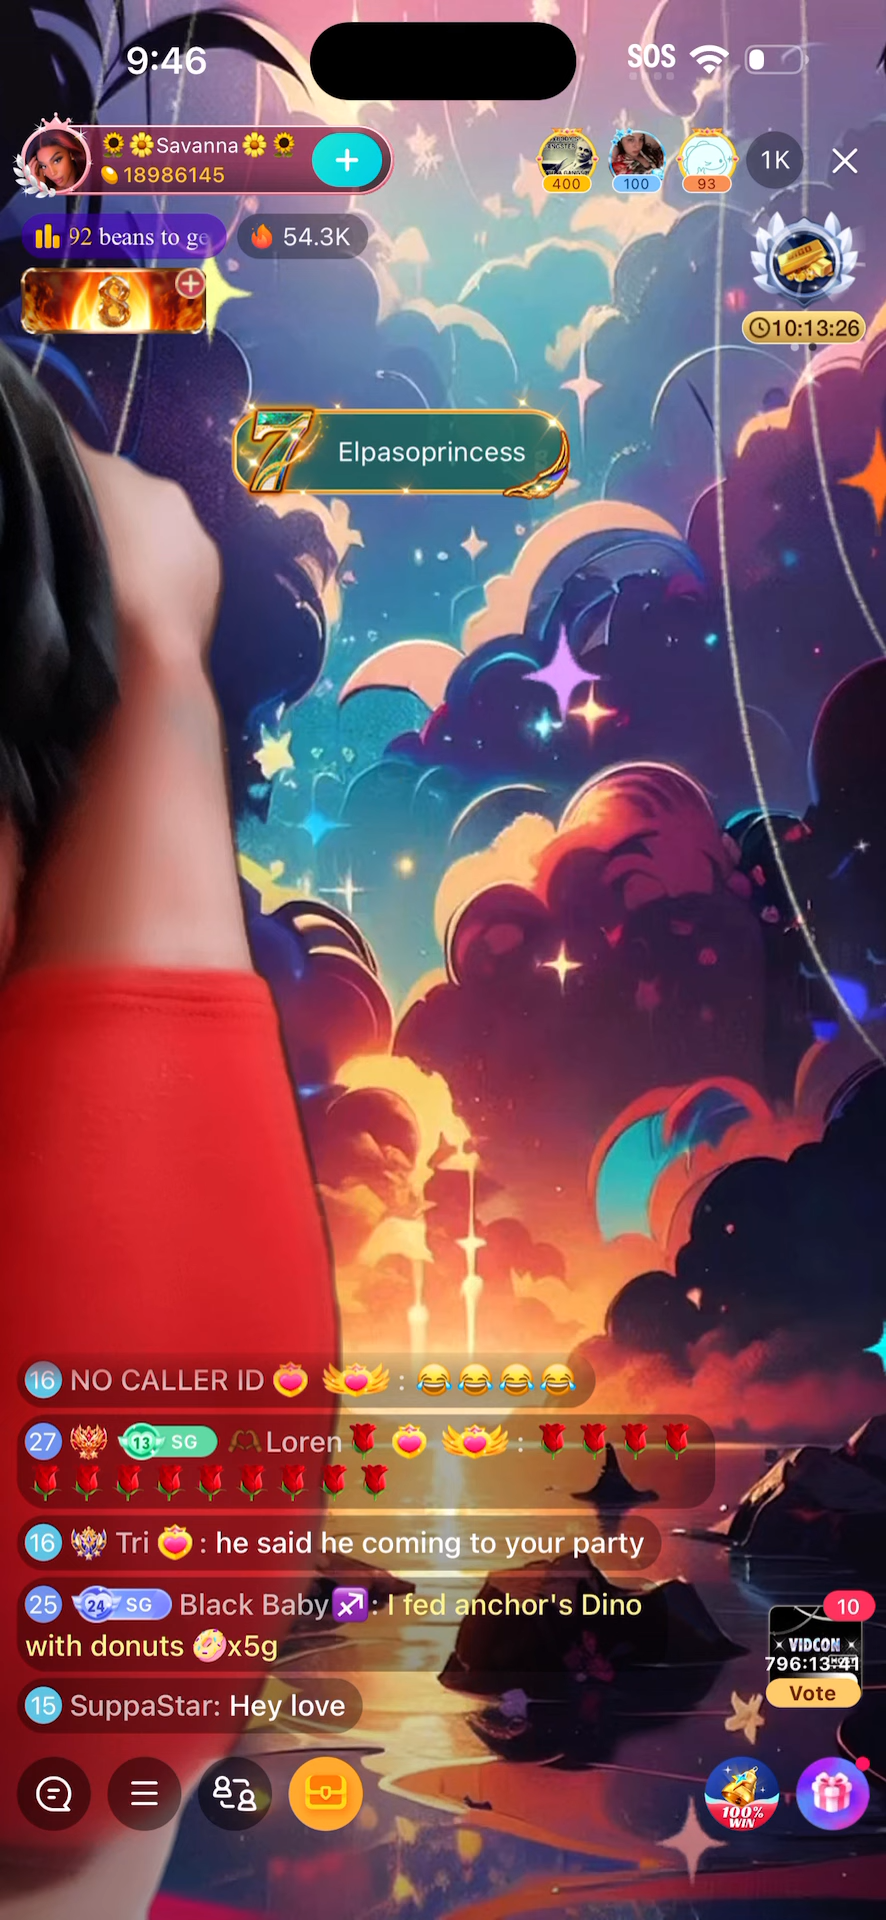 9:46
SOS
🌻🌼Savanna🌼🌻
18986145
400
100
93
1K
92 beans to ge
54.3K
8
10:13:26
7 Elpasoprincess
16 NO CALLER ID : 😂😂😂😂
27 13 SG 🫶🏾Loren🌹 : 🌹🌹🌹🌹
🌹🌹🌹🌹🌹🌹🌹🌹🌹
16 Tri : he said he coming to your party
25 24 SG Black Baby♐: I fed anchor's Dino
with donuts 🍩x5g
15 SuppaStar: Hey love
10
VIDCON
796:13:41
Vote
100%
WIN